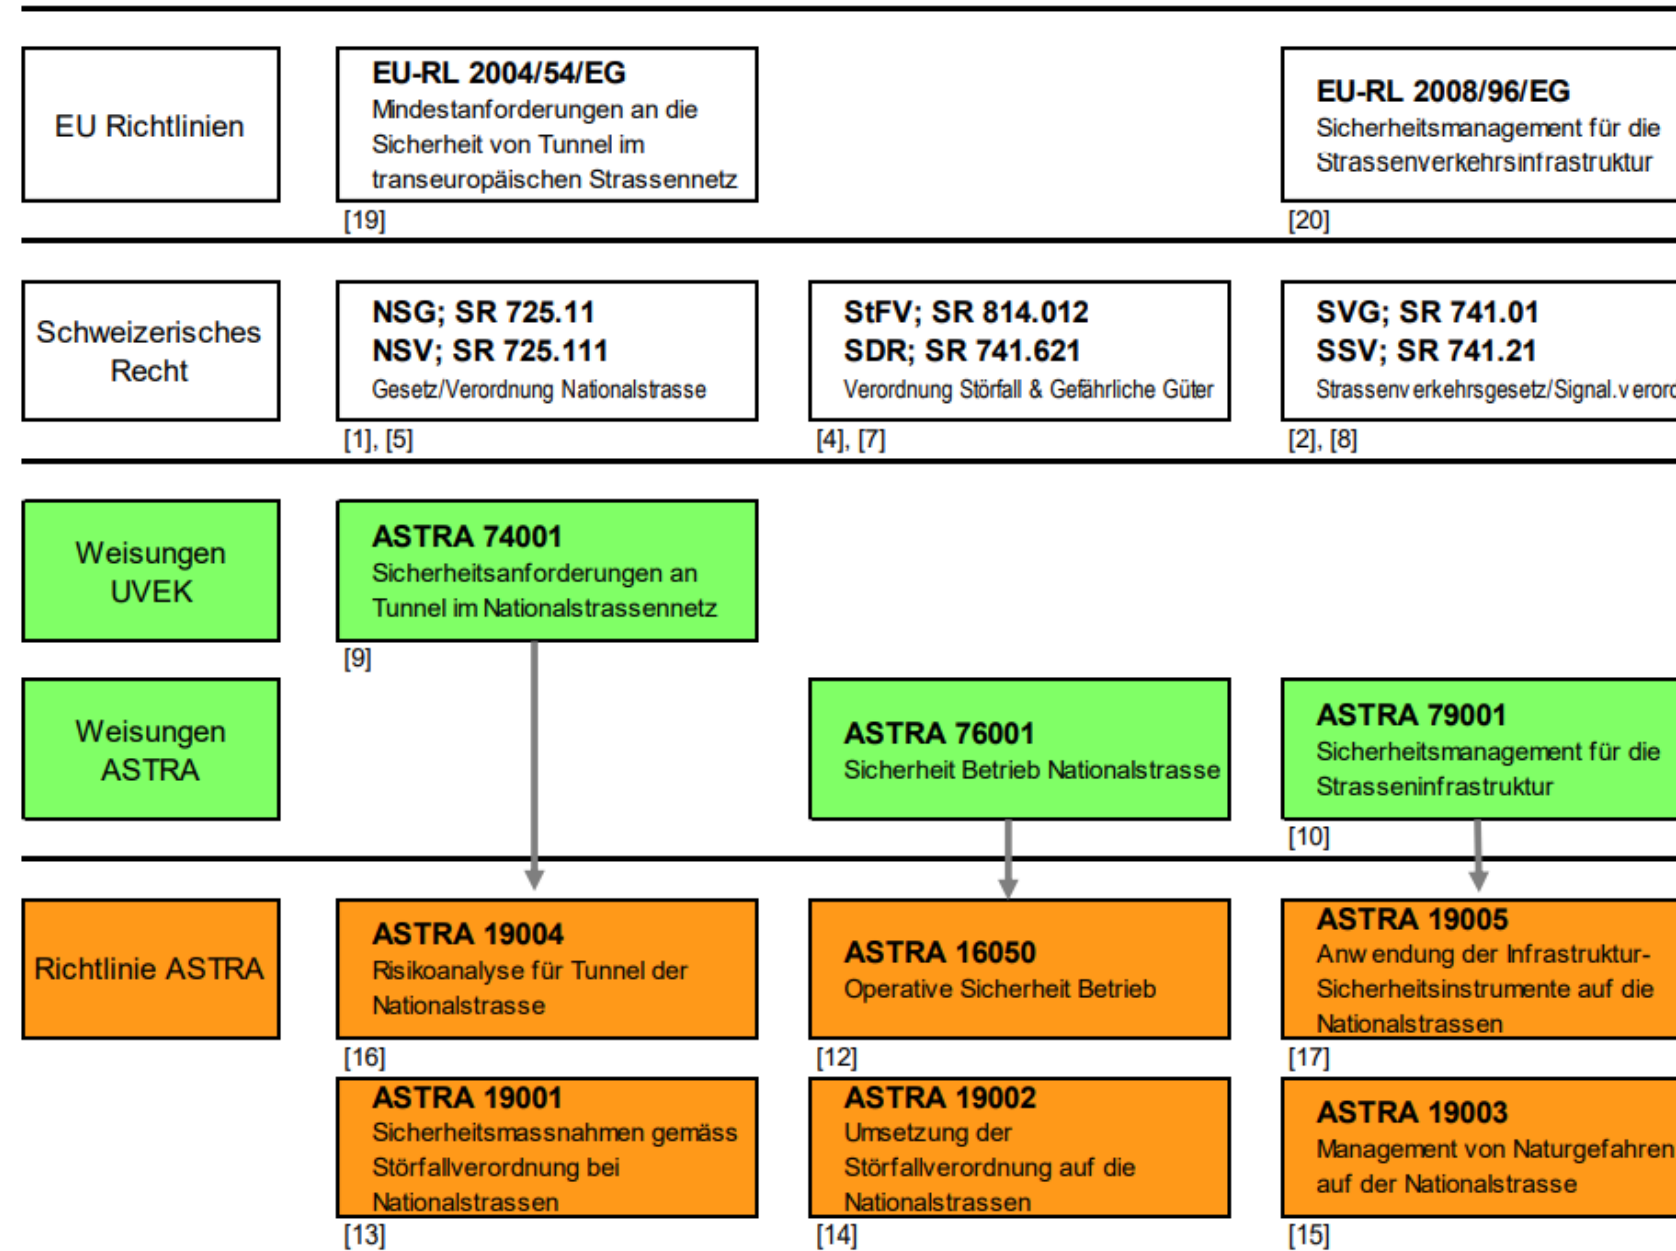 EU Richtlinien
EU-RL 2004/54/EG
Mindestanforderungen an die
Sicherheit von Tunnel im
transeuropäischen Strassennetz
[19]
EU-RL 2008/96/EG
Sicherheitsmanagement für die
Strassenverkehrsinfrastruktur
[20]
Schweizerisches
Recht
NSG; SR 725.11
NSV; SR 725.111
Gesetz/Verordnung Nationalstrasse
[1], [5]
StFV; SR 814.012
SDR; SR 741.621
Verordnung Störfall & Gefährliche Güter
[4], [7]
SVG; SR 741.01
SSV; SR 741.21
Strassenverkehrsgesetz/Signal.verord
[2], [8]
Weisungen
UVEK
ASTRA 74001
Sicherheitsanforderungen an
Tunnel im Nationalstrassennetz
[9]
Weisungen
ASTRA
ASTRA 76001
Sicherheit Betrieb Nationalstrasse
ASTRA 79001
Sicherheitsmanagement für die
Strasseninfrastruktur
[10]
Richtlinie ASTRA
ASTRA 19004
Risikoanalyse für Tunnel der
Nationalstrasse
[16]
ASTRA 16050
Operative Sicherheit Betrieb
[12]
ASTRA 19005
Anwendung der Infrastruktur-
Sicherheitsinstrumente auf die
Nationalstrassen
[17]
ASTRA 19001
Sicherheitsmassnahmen gemäss
Störfallverordnung bei
Nationalstrassen
[13]
ASTRA 19002
Umsetzung der
Störfallverordnung auf die
Nationalstrassen
[14]
ASTRA 19003
Management von Naturgefahren
auf der Nationalstrasse
[15]